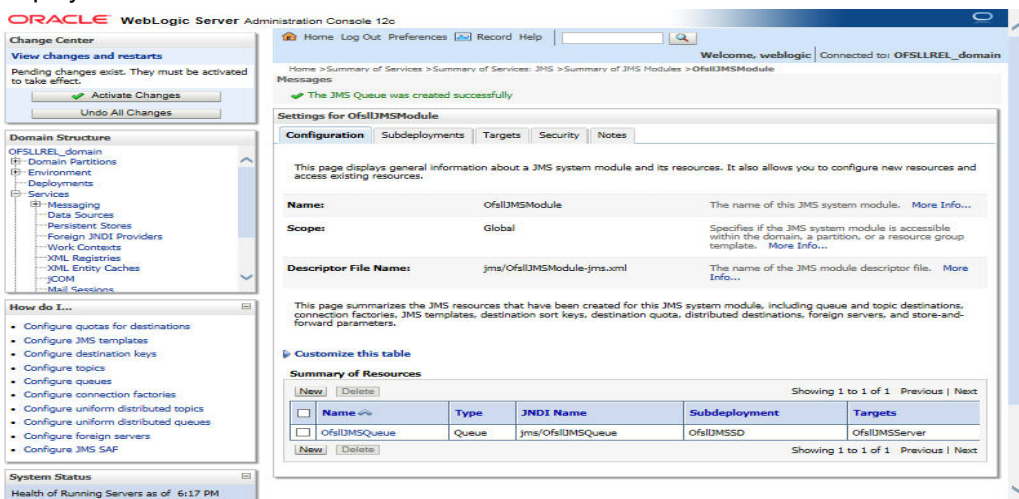 ORACLE WebLogic Server Administration Console 12c
Change Center
View changes and restarts
Pending changes exist. They must be activated
to take effect.
Activate Changes
Undo All Changes
Domain Structure
OFSLLREL_domain
Domain Partitions
Environment
Deployments
Services
Messaging
Data Sources
Persistent Stores
Foreign JNDI Providers
Work Contexts
XML Registries
XML Entity Caches
jCOM
Mail Sessions
How do I...
Configure quotas for destinations
Configure JMS templates
Configure destination keys
Configure topics
Configure queues
Configure connection factories
Configure uniform distributed topics
Configure uniform distributed queues
Configure foreign servers
Configure JMS SAF
System Status
Health of Running Servers as of 6:17 PM
Home Log Out Preferences Record Help
Welcome, weblogic Connected to: OFSLLREL_domain
Home >Summary of Services >Summary of Services: JMS >Summary of JMS Modules >OfsllJMSModule
Messages
The JMS Queue was created successfully
Settings for OfsllJMSModule
Configuration Subdeployments Targets Security Notes
This page displays general information about a JMS system module and its resources. It also allows you to configure new resources and
access existing resources.
Name: OfsllJMSModule The name of this JMS system module. More Info...
Scope: Global Specifies if the JMS system module is accessible
within the domain, a partition, or a resource group
template. More Info...
Descriptor File Name: jms/OfsllJMSModule-jms.xml The name of the JMS module descriptor file. More
Info...
This page summarizes the JMS resources that have been created for this JMS system module, including queue and topic destinations,
connection factories, JMS templates, destination sort keys, destination quota, distributed destinations, foreign servers, and store-and-
forward parameters.
Customize this table
Summary of Resources
New Delete Showing 1 to 1 of 1 Previous | Next
Name Type JNDI Name Subdeployment Targets
OfsllJMSQueue Queue jms/OfsllJMSQueue OfsllJMSSD OfsllJMSServer
New Delete Showing 1 to 1 of 1 Previous | Next